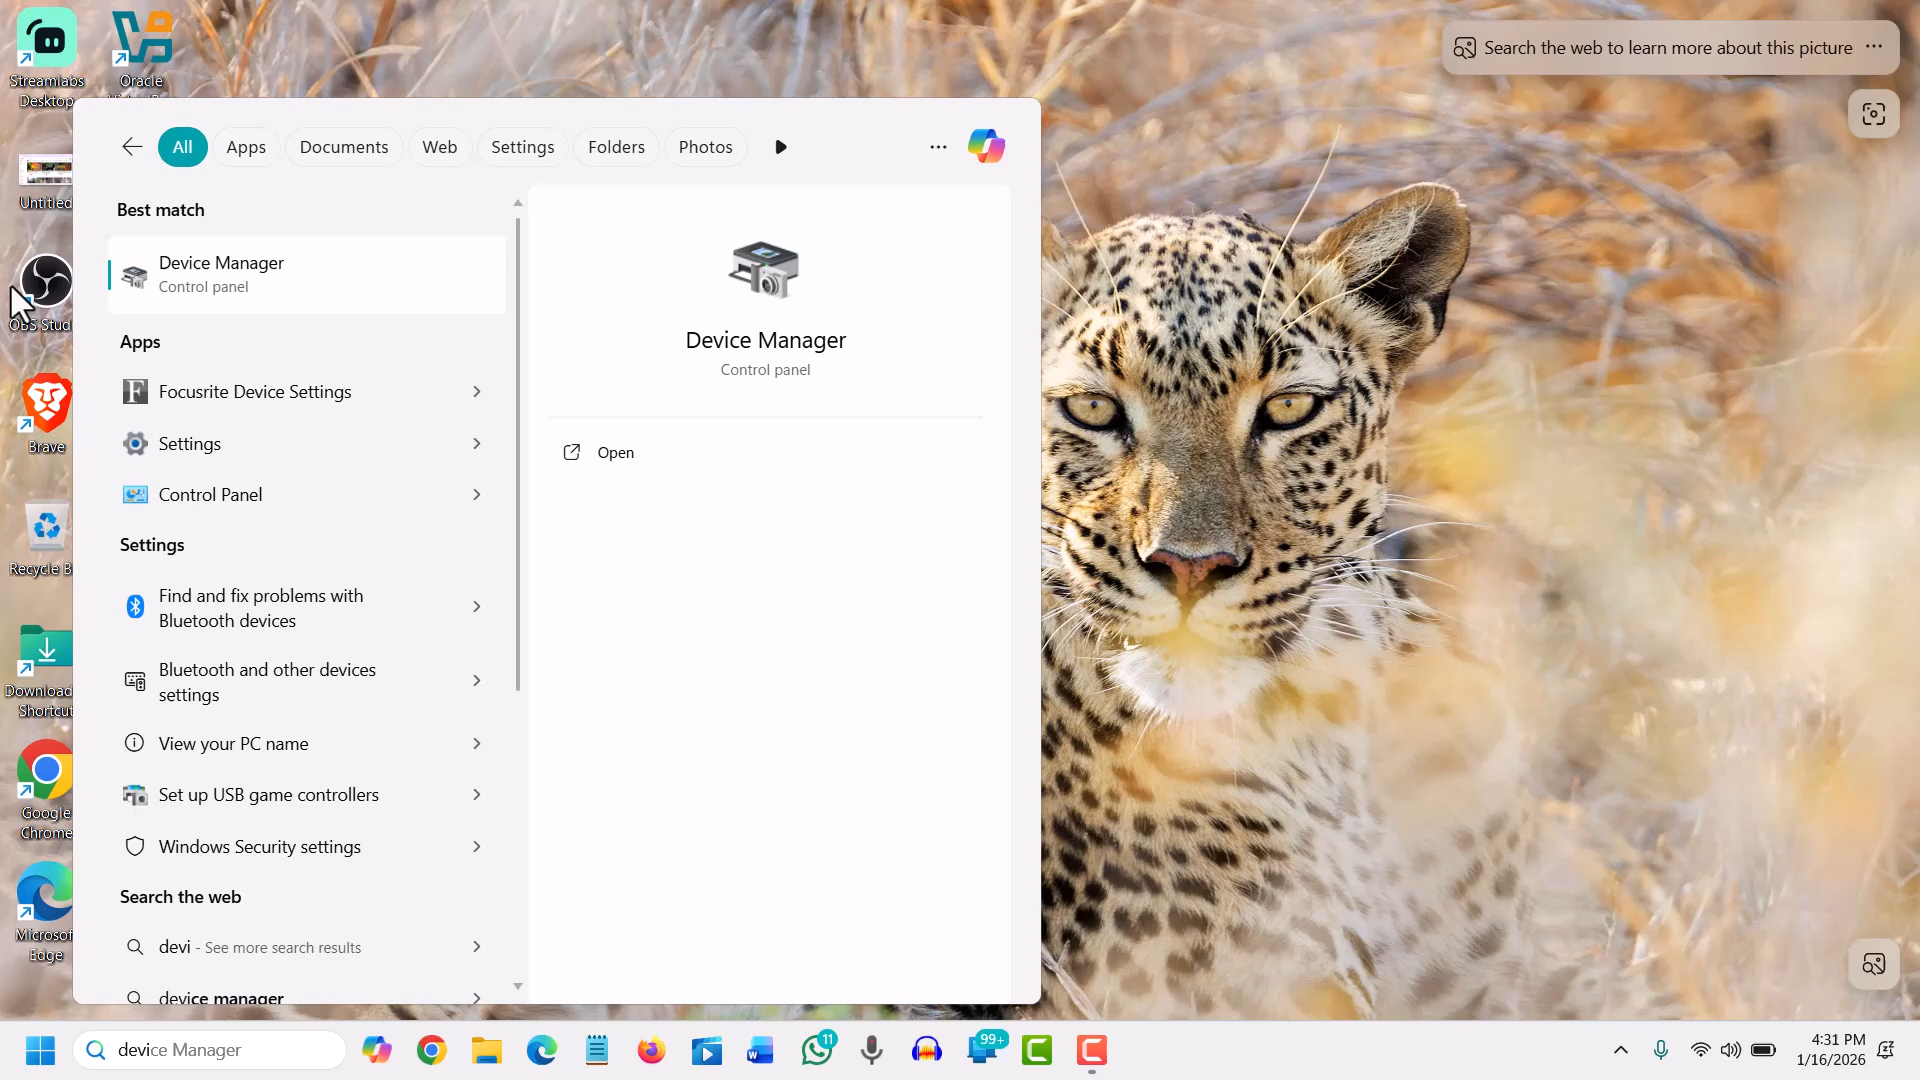 Streamlabs
Desktop
Oracle
Search the web to learn more about this picture
All
Apps
Documents
Web
Settings
Folders
Photos
Best match
Device Manager
Control panel
Apps
Focusrite Device Settings
Settings
Control Panel
Settings
Find and fix problems with
Bluetooth devices
Bluetooth and other devices
settings
View your PC name
Set up USB game controllers
Windows Security settings
Search the web
devi - See more search results
device manager
Device Manager
Control panel
Open
Untitled
OBS Stud
Brave
Recycle B
Download
Shortcut
Google
Chrome
Microsof
Edge
device Manager
11
99+
4:31 PM
1/16/2026